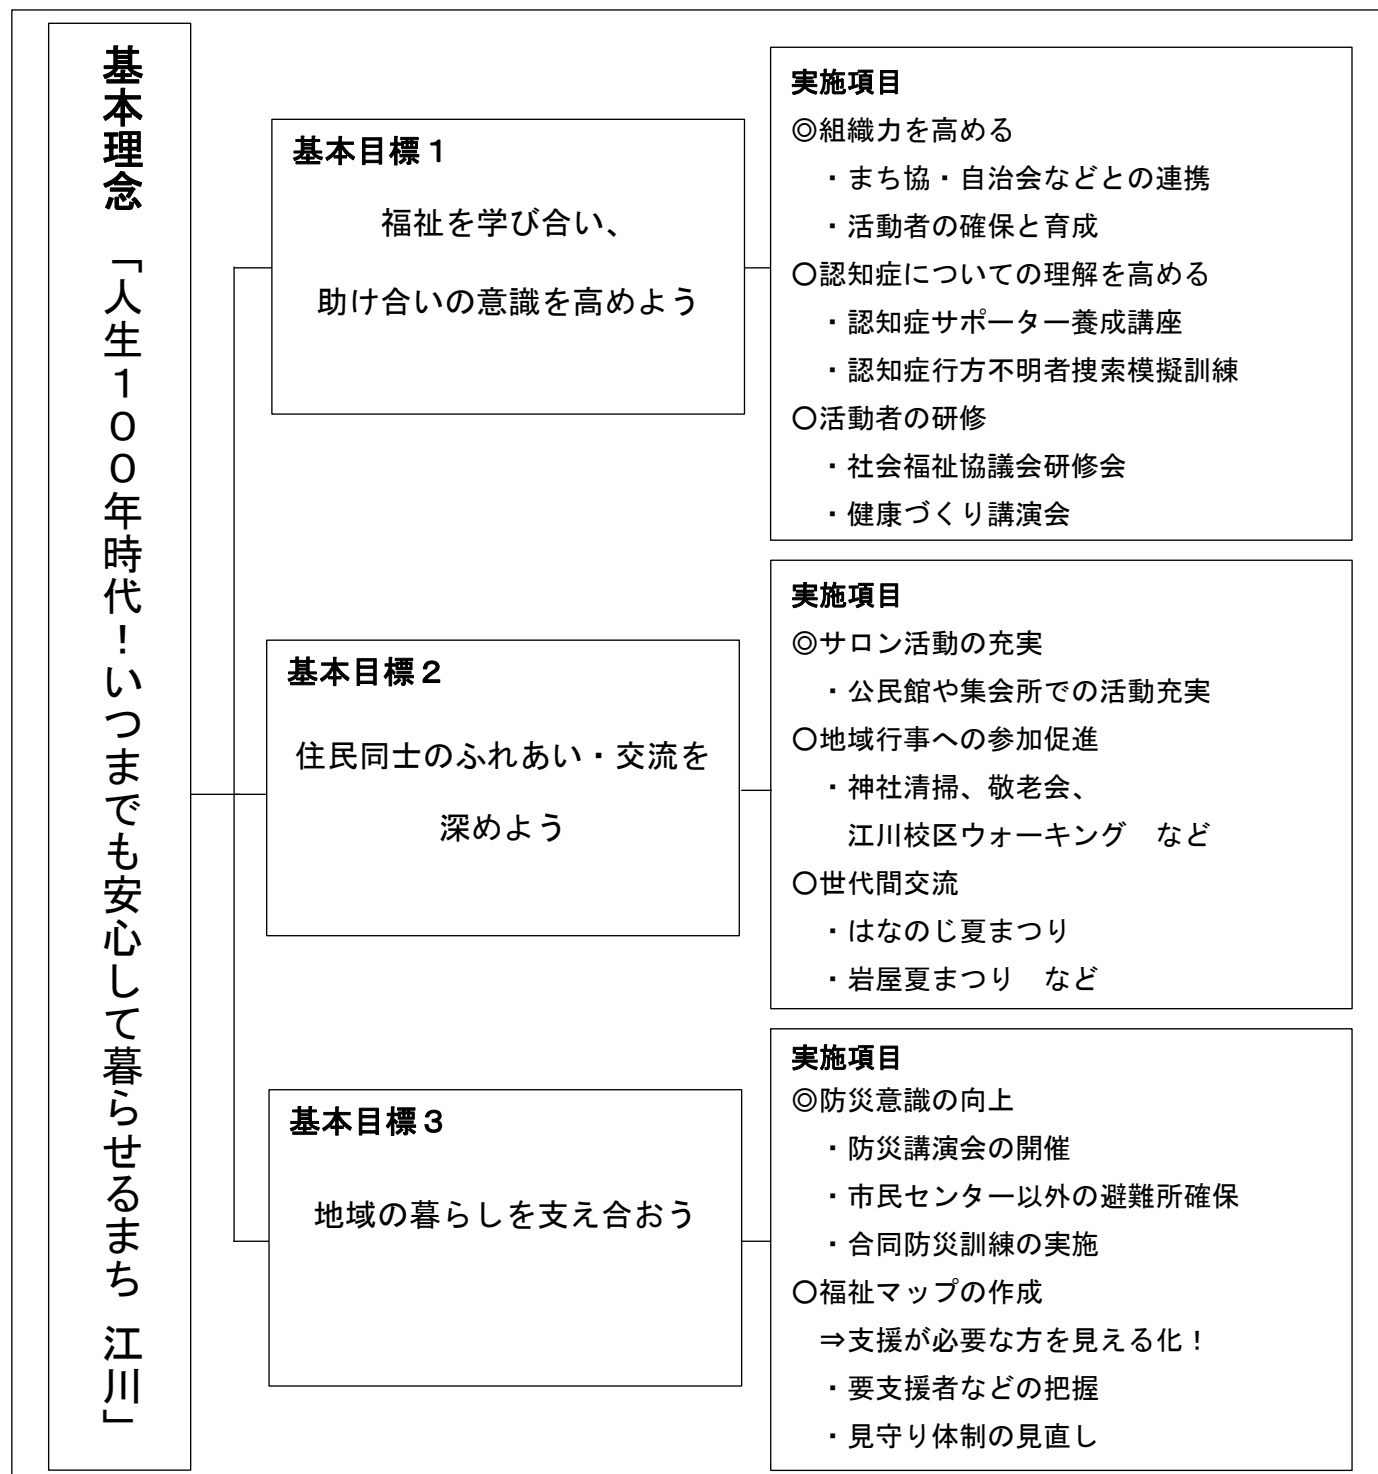 基本理念 「人生１００年時代！いつまでも安心して暮らせるまち 江川」
基本目標１
福祉を学び合い、
助け合いの意識を高めよう
実施項目
◎組織力を高める
・まち協・自治会などとの連携
・活動者の確保と育成
〇認知症についての理解を高める
・認知症サポーター養成講座
・認知症行方不明者捜索模擬訓練
〇活動者の研修
・社会福祉協議会研修会
・健康づくり講演会
基本目標２
住民同士のふれあい・交流を
深めよう
実施項目
◎サロン活動の充実
・公民館や集会所での活動充実
〇地域行事への参加促進
・神社清掃、敬老会、
江川校区ウォーキング　など
〇世代間交流
・はなのじ夏まつり
・岩屋夏まつり　など
基本目標３
地域の暮らしを支え合おう
実施項目
◎防災意識の向上
・防災講演会の開催
・市民センター以外の避難所確保
・合同防災訓練の実施
〇福祉マップの作成
⇒支援が必要な方を見える化！
・要支援者などの把握
・見守り体制の見直し